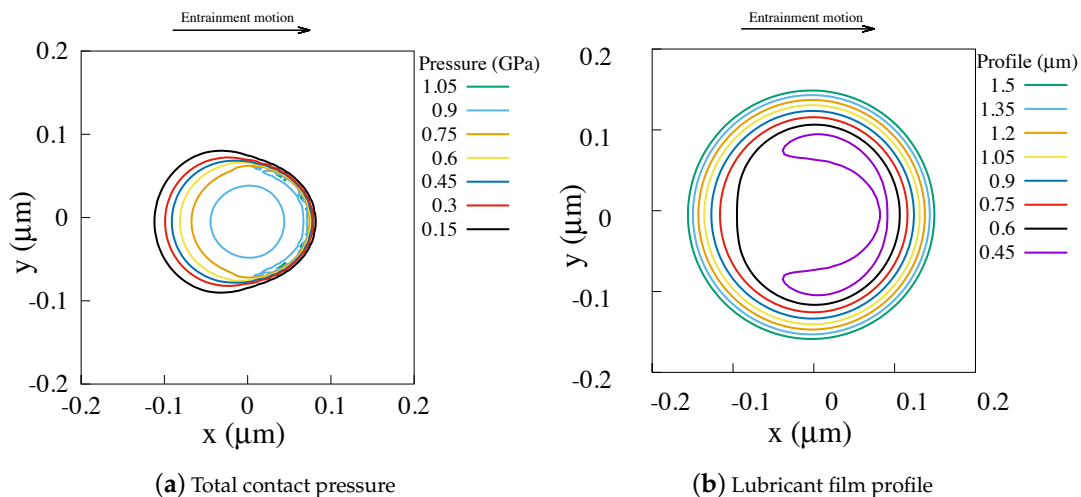 Entrainment motion
Pressure (GPa)
1.05
0.9
0.75
0.6
0.45
0.3
0.15
0.2
0.1
0
-0.1
-0.2
y (μm)
-0.2 -0.1 0 0.1 0.2
x (μm)
(a) Total contact pressure
Entrainment motion
Profile (μm)
1.5
1.35
1.2
1.05
0.9
0.75
0.6
0.45
0.2
0.1
0
-0.1
-0.2
y (μm)
-0.2 -0.1 0 0.1 0.2
x (μm)
(b) Lubricant film profile